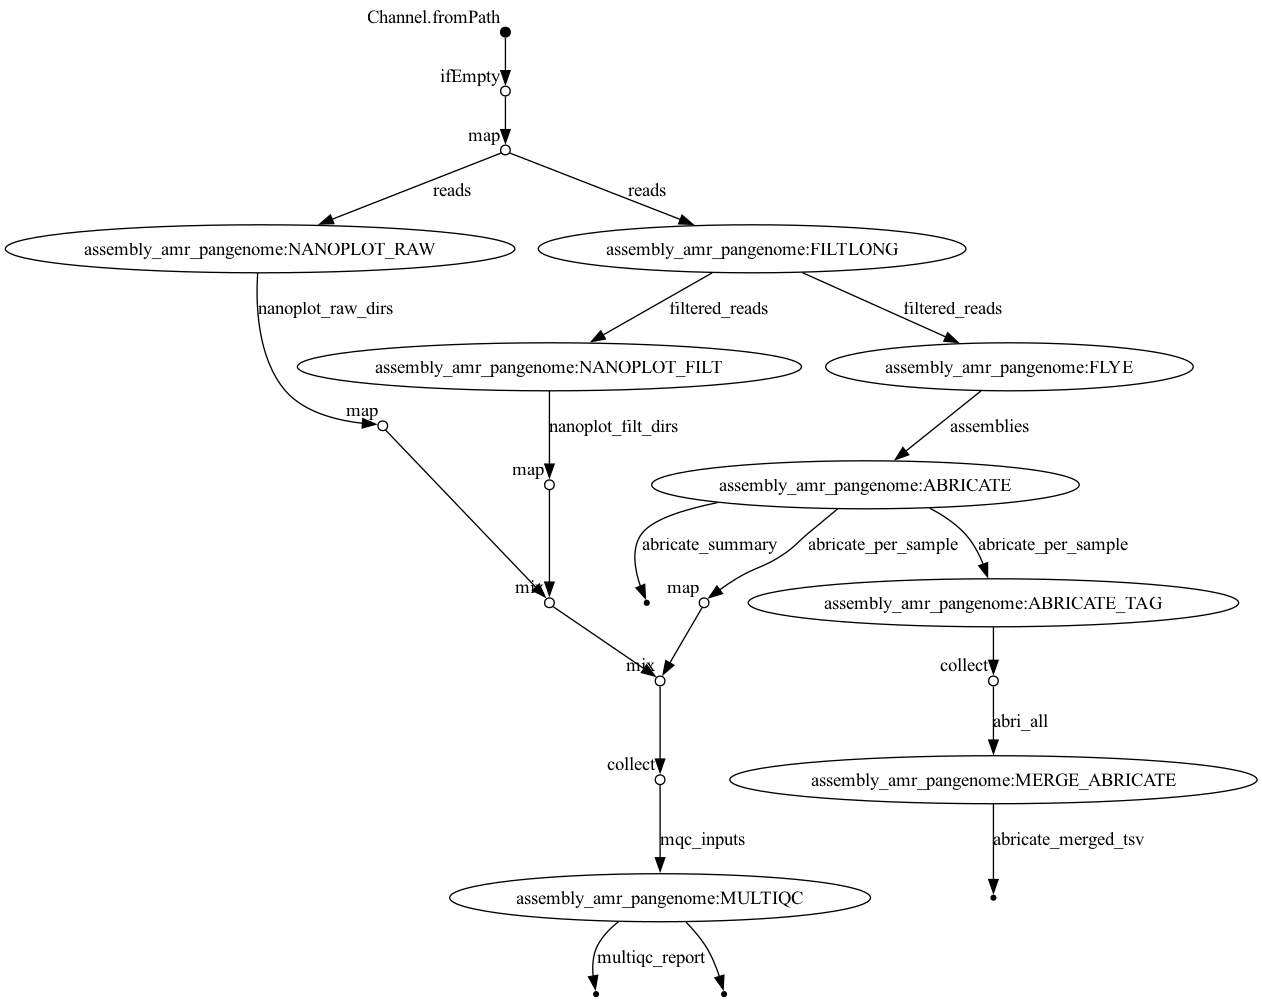 Channel.fromPath
ifEmpty
map
reads
reads
assembly_amr_pangenome:NANOPLOT_RAW
assembly_amr_pangenome:FILTLONG
nanoplot_raw_dirs
filtered_reads
filtered_reads
assembly_amr_pangenome:NANOPLOT_FILT
assembly_amr_pangenome:FLYE
map
nanoplot_filt_dirs
assemblies
map
assembly_amr_pangenome:ABRICATE
abricate_summary
abricate_per_sample
abricate_per_sample
mix
map
assembly_amr_pangenome:ABRICATE_TAG
mix
collect
abri_all
collect
assembly_amr_pangenome:MERGE_ABRICATE
mqc_inputs
abricate_merged_tsv
assembly_amr_pangenome:MULTIQC
multiqc_report